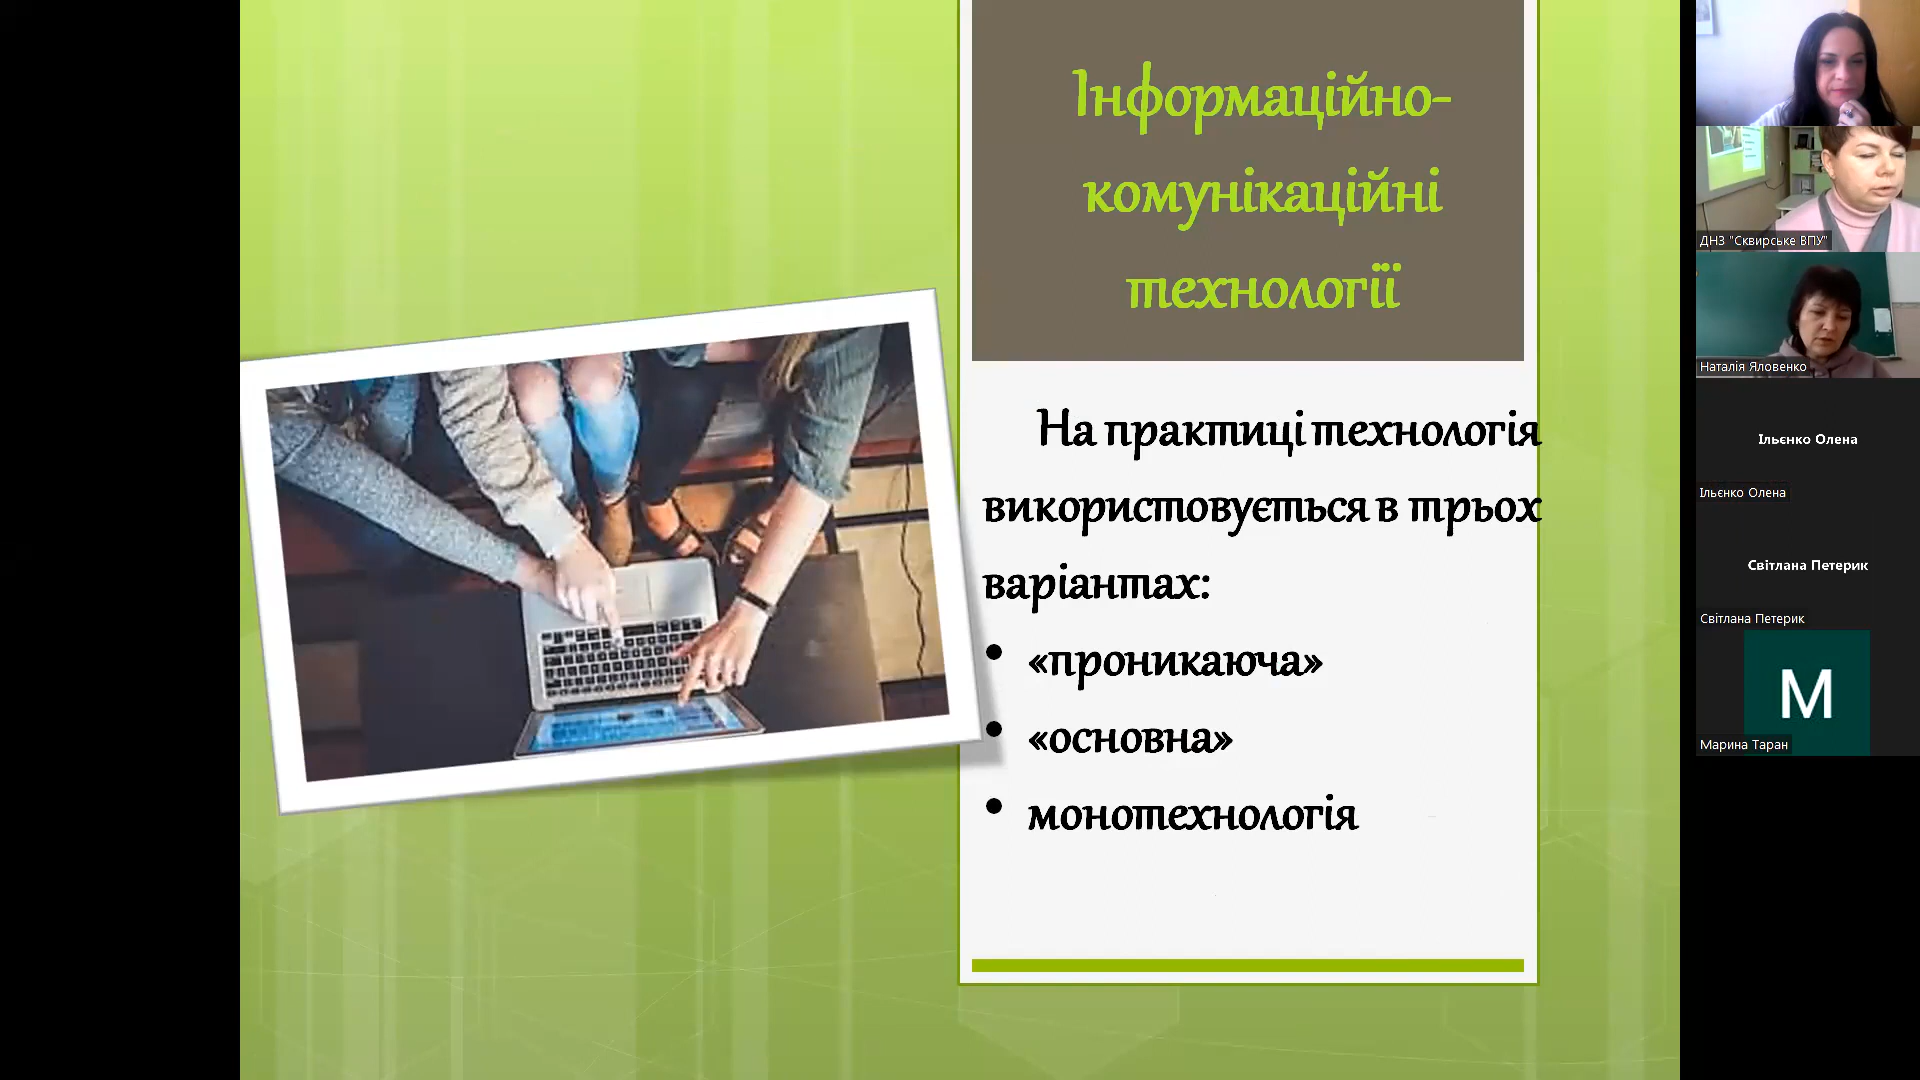 Інформаційно-
комунікаційні
технології
На практиці технологія
використовується в трьох
варіантах:
• «проникаюча»
• «основна»
• монотехнологія
ДНЗ "Сквирське ВПУ"
Наталія Яловенко
Ільєнко Олена
Ільєнко Олена
Світлана Петерик
Світлана Петерик
M
Марина Таран